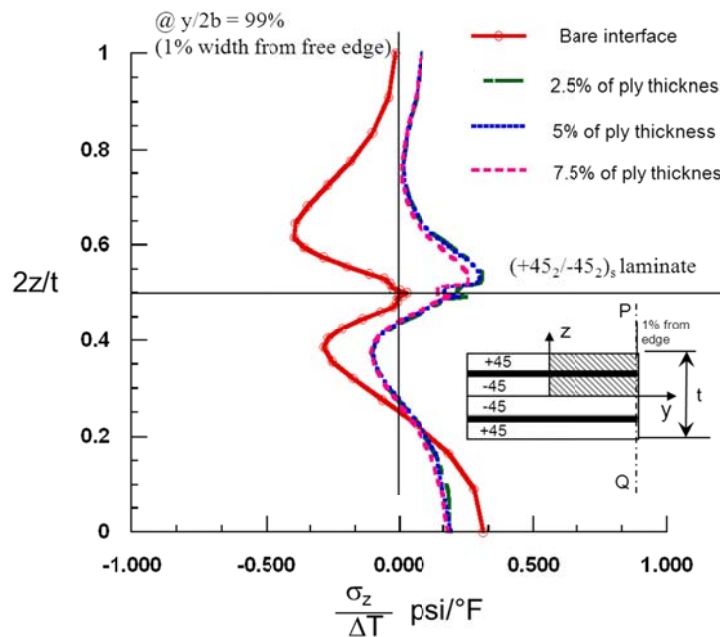 @ y/2b = 99%
(1% width from free edge)
Bare interface
2.5% of ply thicknes
5% of ply thickness
7.5% of ply thickness
1
0.8
0.6
2z/t
0.4
0.2
0
(+45₂/-45₂)ₛ laminate
P
1% from
edge
z
+45
-45
-45
+45
y
t
Q
-1.000 -0.500 0.000 0.500 1.000
σz
ΔT psi/°F